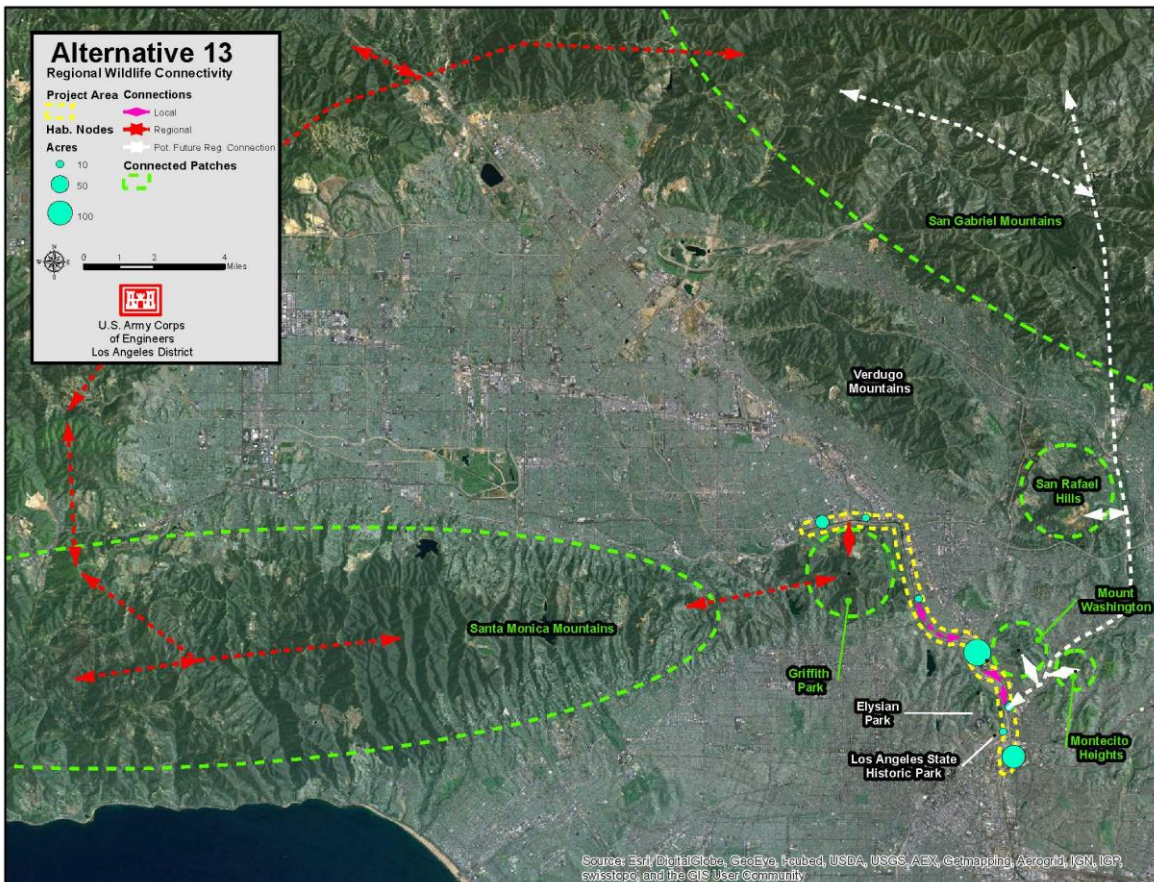 Alternative 13
Regional Wildlife Connectivity
Project Area
Connections
Local
Hab. Nodes
Regional
Acres
Pot. Future Reg. Connection
10
Connected Patches
50
100
N
W
E
S
0
1
2
4
Miles
U.S. Army Corps
of Engineers
Los Angeles District
San Gabriel Mountains
Verdugo
Mountains
San Rafael
Hills
Mount
Washington
Santa Monica Mountains
Griffith
Park
Elysian
Park
Los Angeles State
Historic Park
Montecito
Heights
Source: Esri, DigitalGlobe, GeoEye, i-cubed, USDA, USGS, AEX, Getmapping, Aerogrid, IGN, IGP,
swisstopo, and the GIS User Community